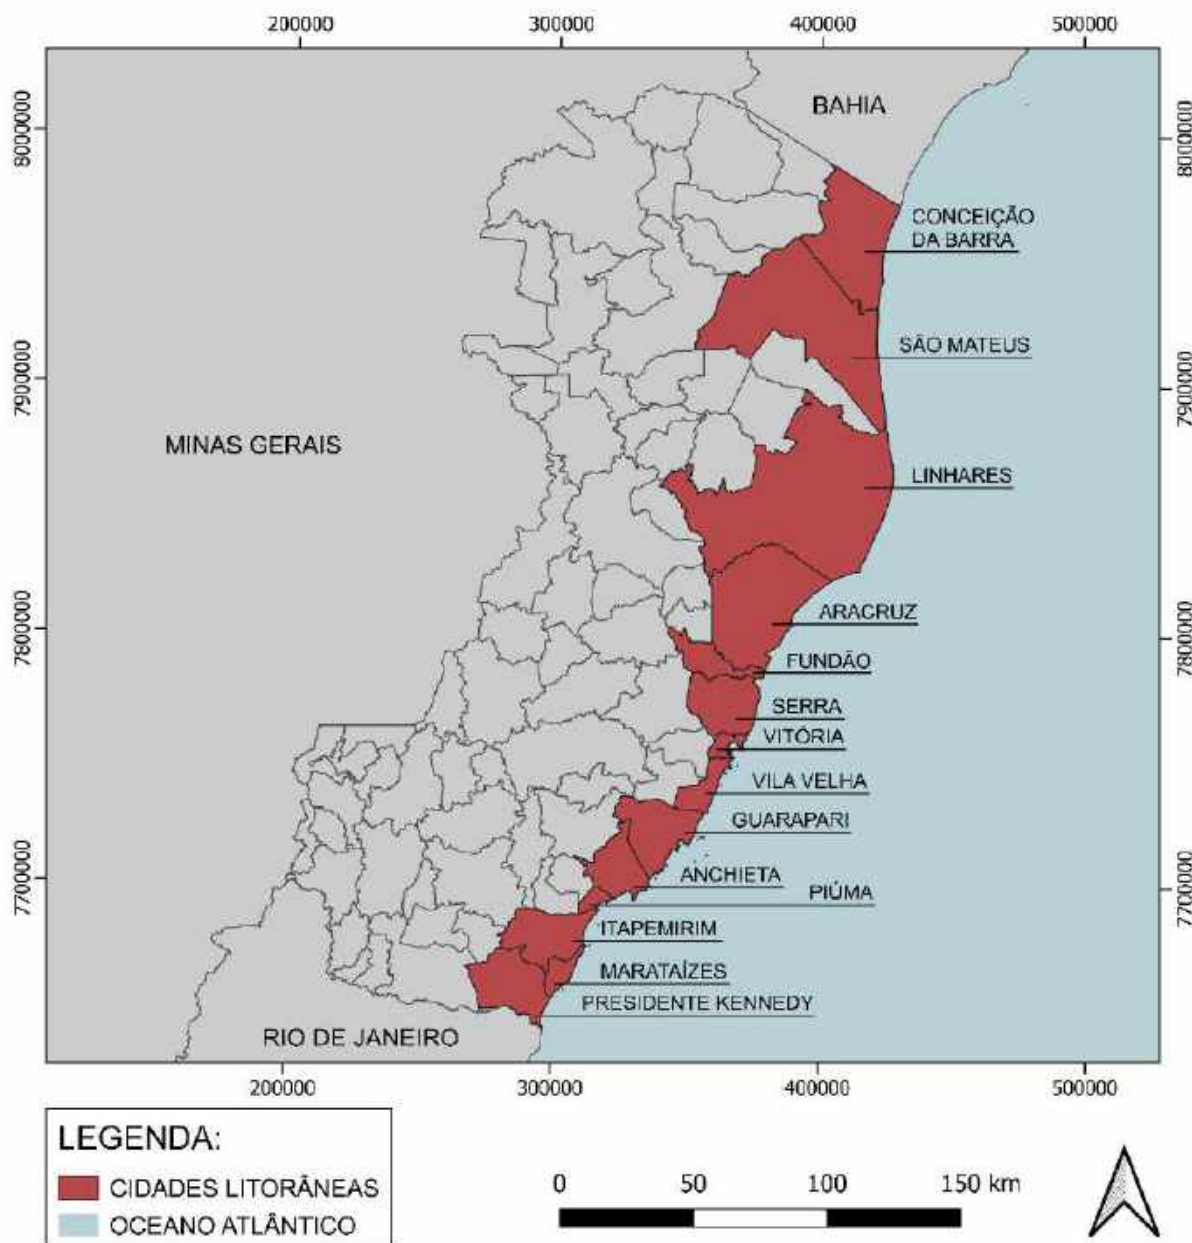 200000 300000 400000 500000
8000000 8000000
BAHIA
CONCEIÇÃO
DA BARRA
SÃO MATEUS
7900000 7900000
MINAS GERAIS
LINHARES
ARACRUZ
7800000 7800000
FUNDÃO
SERRA
VITÓRIA
VILA VELHA
GUARAPARI
7700000 7700000
ANCHIETA
PIÚMA
ITAPEMIRIM
MARATAÍZES
PRESIDENTE KENNEDY
RIO DE JANEIRO
200000 300000 400000 500000
LEGENDA:
CIDADES LITORÂNEAS
OCEANO ATLÂNTICO
0 50 100 150 km